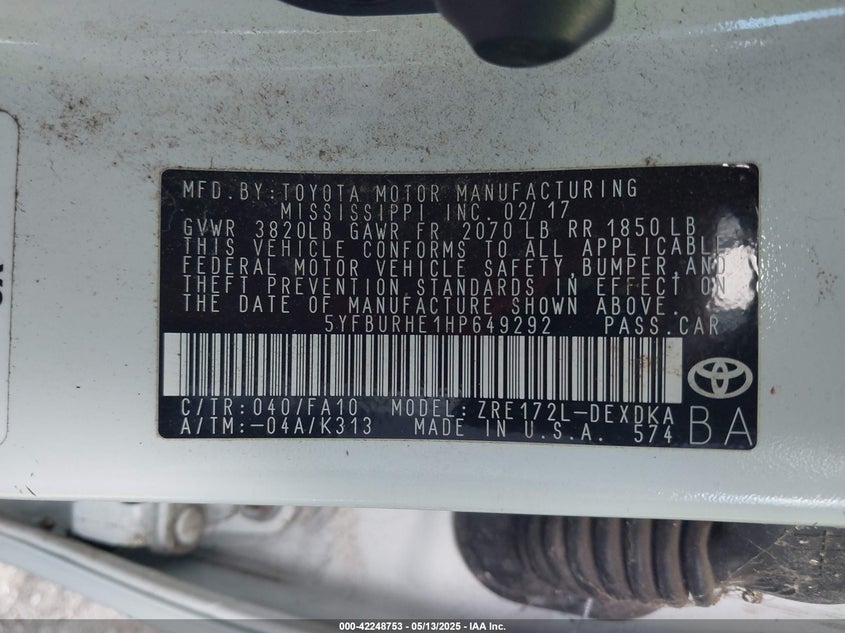 MFD. BY: TOYOTA MOTOR MANUFACTURING
MISSISSIPPI INC. 02/17
GVWR 3820LB GAWR FR 2070 LB RR 1850 LB
THIS VEHICLE CONFORMS TO ALL APPLICABLE
FEDERAL MOTOR VEHICLE SAFETY, BUMPER, AND
THEFT PREVENTION STANDARDS IN EFFECT ON
THE DATE OF MANUFACTURE SHOWN ABOVE.
5YFBURHE1HP649292 PASS. CAR
C/TR: 040/FA10 MODEL: ZRE172L-DEXDKA
A/TM: -04A/K313 MADE IN U.S.A. 574
BA
000-42248753 - 05/13/2025 - IAA Inc.